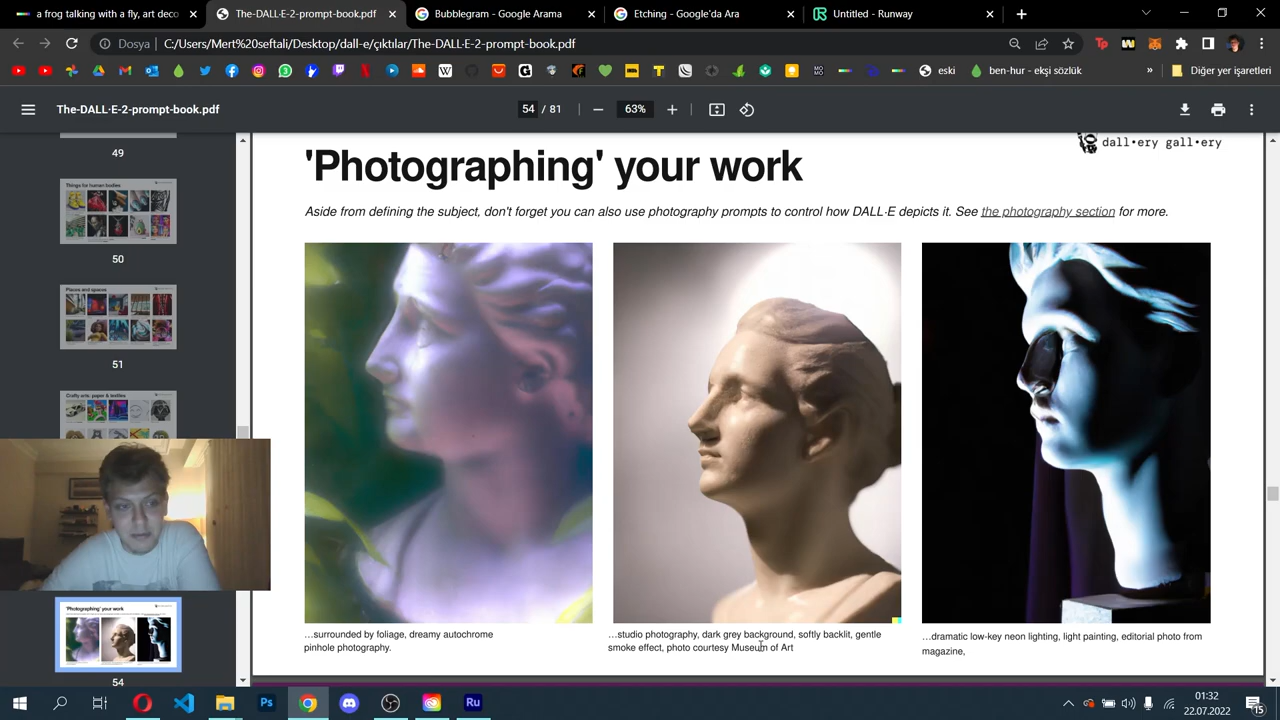 a frog talking with a fly, art deco
The-DALL·E-2-prompt-book.pdf
Bubblegram - Google Arama
Etching - Google'da Ara
Untitled - Runway
Dosya
C:/Users/Mert %seftali/Desktop/dall-e/çıktılar/The-DALL·E-2-prompt-book.pdf
eski
ben-hur - ekşi sözlük
»
Diğer yer işaretleri
The-DALL·E-2-prompt-book.pdf
54 / 81
63%
49
Things for human bodies
50
Places and spaces
51
Crafty arts: paper & textiles
'Photographing' your work
54
dall•ery gall•ery
'Photographing' your work
Aside from defining the subject, don't forget you can also use photography prompts to control how DALL·E depicts it. See the photography section for more.
…surrounded by foliage, dreamy autochrome
pinhole photography.
…studio photography, dark grey background, softly backlit, gentle
smoke effect, photo courtesy Museum of Art
…dramatic low-key neon lighting, light painting, editorial photo from
magazine,
Ps
Ru
01:32
22.07.2022
15